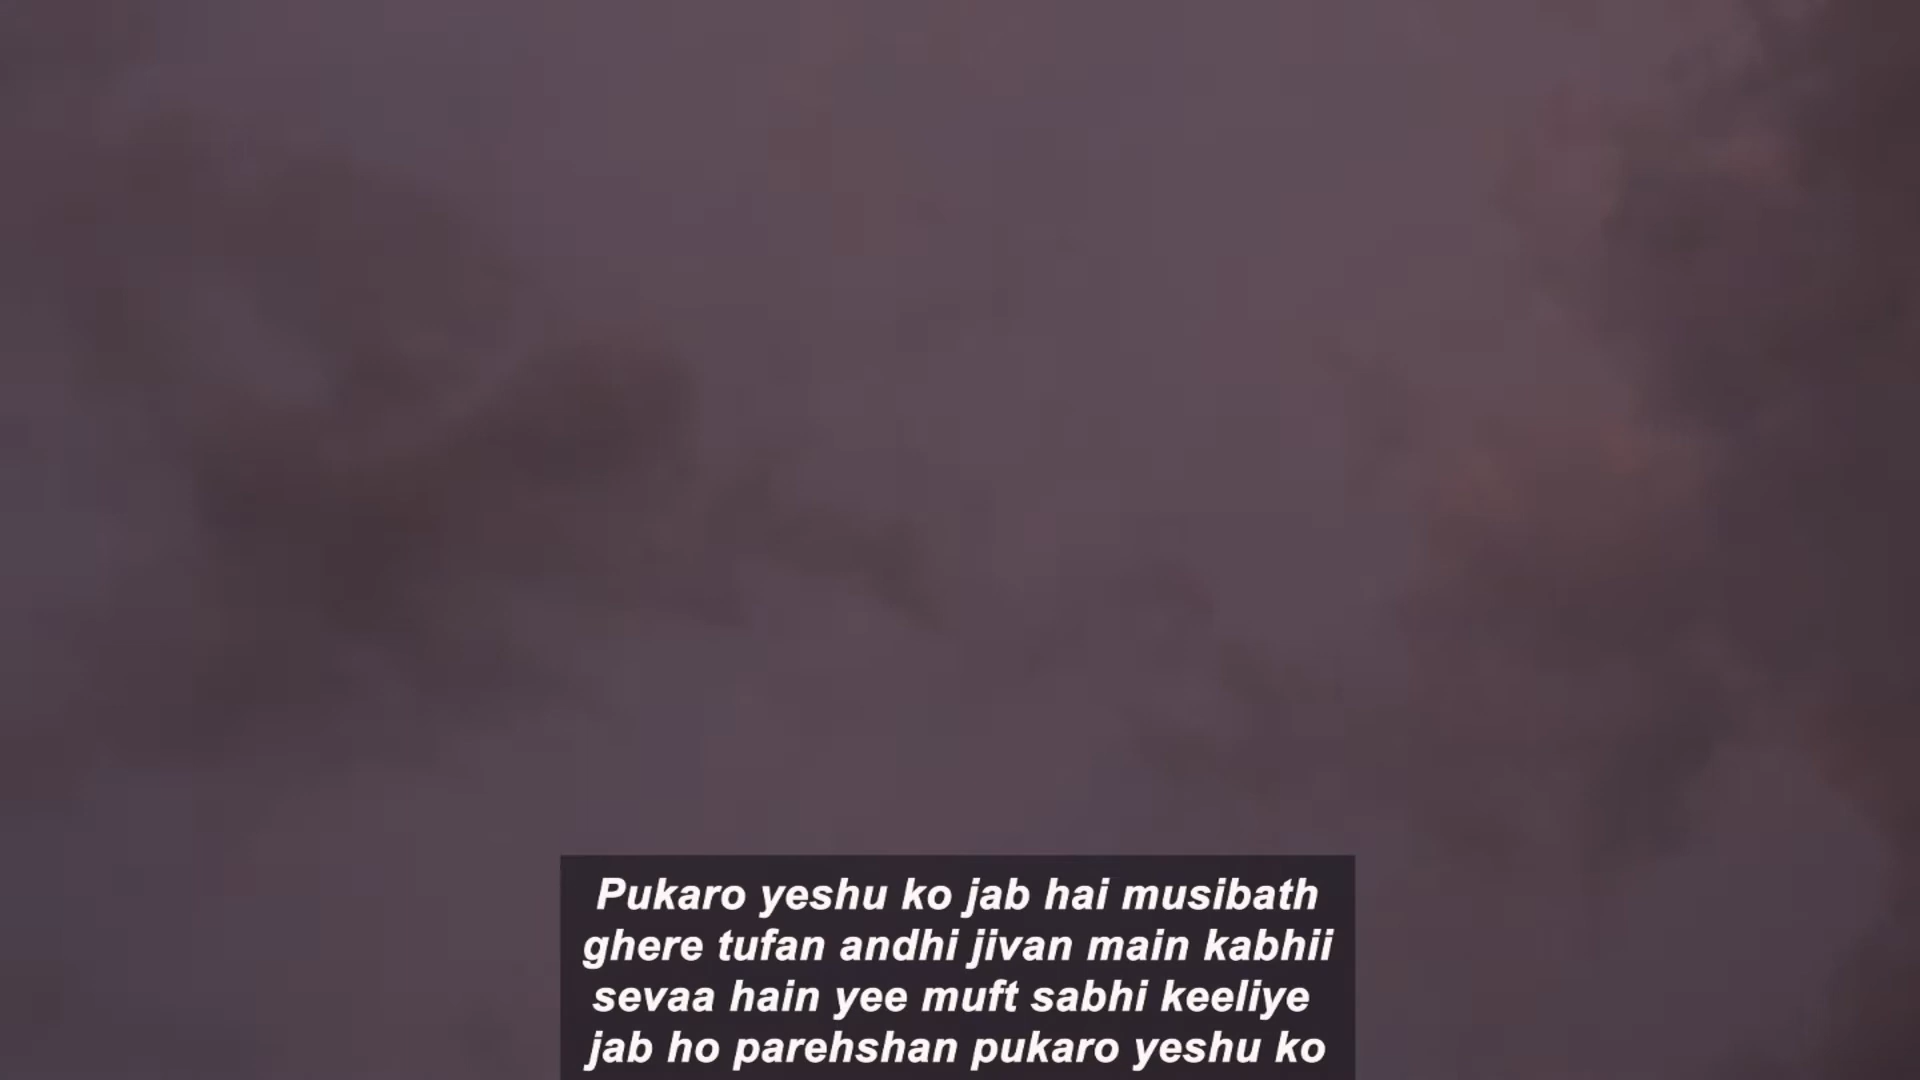 Pukaro yeshu ko jab hai musibath
ghere tufan andhi jivan main kabhii
sevaa hain yee muft sabhi keeliye
jab ho parehshan pukaro yeshu ko